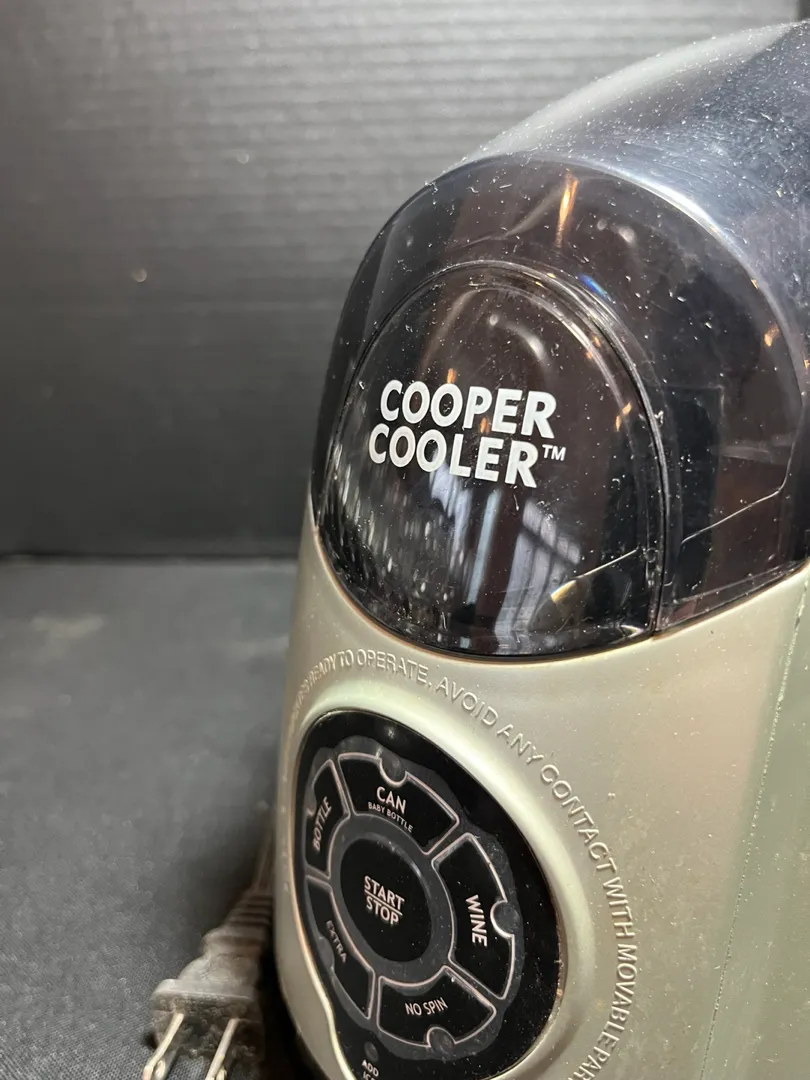 COOPER
COOLER™
READY TO OPERATE, AVOID ANY CONTACT WITH MOVABLE
CAN
BABY BOTTLE
BOTTLE
WINE
START
STOP
EXTRA
NO SPIN
ADD